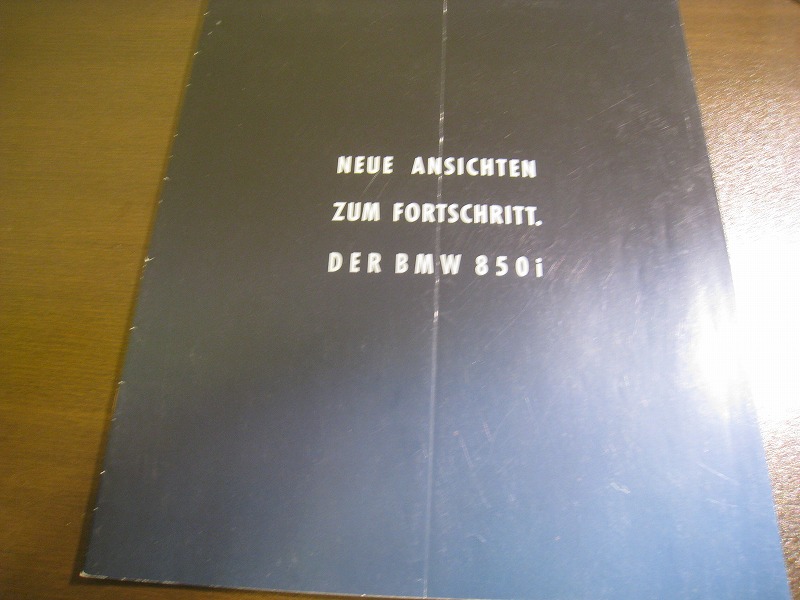 NEUE ANSICHTEN
ZUM FORTSCHRITT.
DER BMW 850i